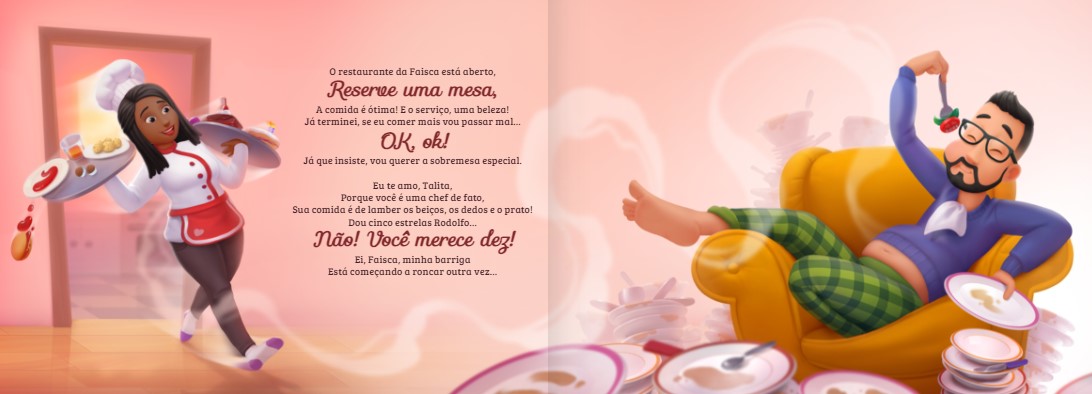 O restaurante da Faisca está aberto,
Reserve uma mesa,
A comida é ótima! E o serviço, uma beleza!
Já terminei, se eu comer mais vou passar mal...
OK, ok!
Já que insiste, vou querer a sobremesa especial.
Eu te amo, Talita,
Porque você é uma chef de fato,
Sua comida é de lamber os beiços, os dedos e o prato!
Dou cinco estrelas Rodolfo...
Não! Você merece dez!
Ei, Faisca, minha barriga
Está começando a roncar outra vez...